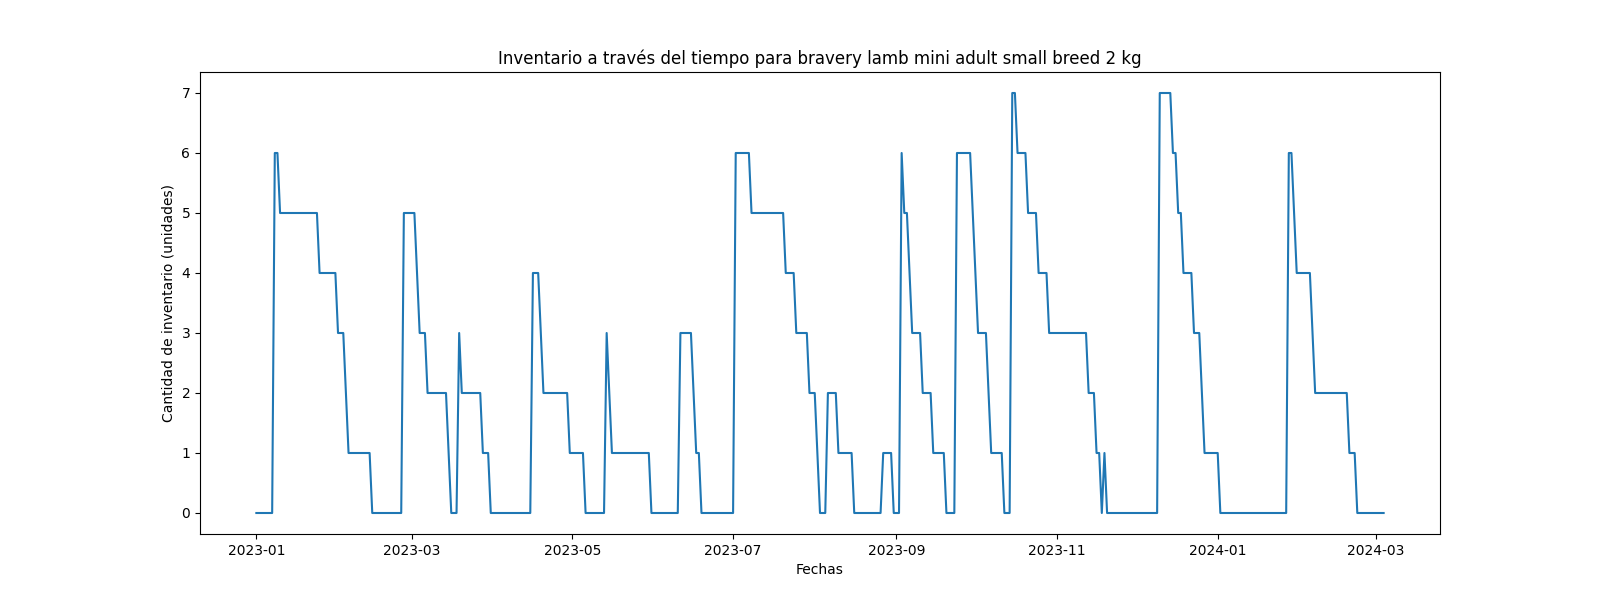 Inventario a través del tiempo para bravery lamb mini adult small breed 2 kg
Cantidad de inventario (unidades)
7
6
5
4
3
2
1
0
2023-01 2023-03 2023-05 2023-07 2023-09 2023-11 2024-01 2024-03
Fechas